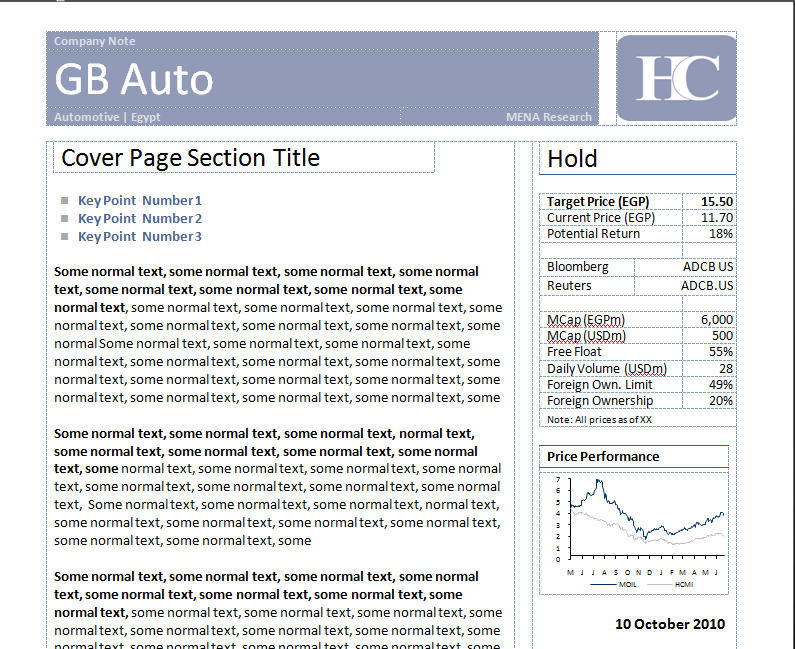 Company Note
GB Auto
Automotive | Egypt
MENA Research
HC
Cover Page Section Title
Key Point Number 1
Key Point Number 2
Key Point Number 3
Some normal text, some normal text, some normal text, some normal
text, some normal text, some normal text, some normal text, some
normal text, some normal text, some normal text, some normal text, some
normal text, some normal text, some normal text, some normal text, some
normal Some normal text, some normal text, some normal text, some
normal text, some normal text, some normal text, some normal text, some
normal text, some normal text, some normal text, some normal text, some
normal text, some normal text, some normal text, some normal text, some
Some normal text, some normal text, some normal text, normal text,
some normal text, some normal text, some normal text, some normal
text, some normal text, some normal text, some normal text, some normal
text, some normal text, some normal text, some normal text, some normal
text, Some normal text, some normal text, some normal text, normal text,
some normal text, some normal text, some normal text, some normal text,
some normal text, some normal text, some
Some normal text, some normal text, some normal text, some normal
text, some normal text, some normal text, some normal text, some
normal text, some normal text, some normal text, some normal text, some
normal text, some normal text, some normal text, some normal text, some
normal text, some normal text, some normal text, some normal text, some
Hold
Target Price (EGP) 15.50
Current Price (EGP) 11.70
Potential Return 18%
Bloomberg ADCB US
Reuters ADCB.US
MCap (EGPm) 6,000
MCap (USDm) 500
Free Float 55%
Daily Volume (USDm) 28
Foreign Own. Limit 49%
Foreign Ownership 20%
Note: All prices as of XX
Price Performance
7
6
5
4
3
2
1
0
M J J A S O N D J F M A M J
MOIL HCMI
10 October 2010